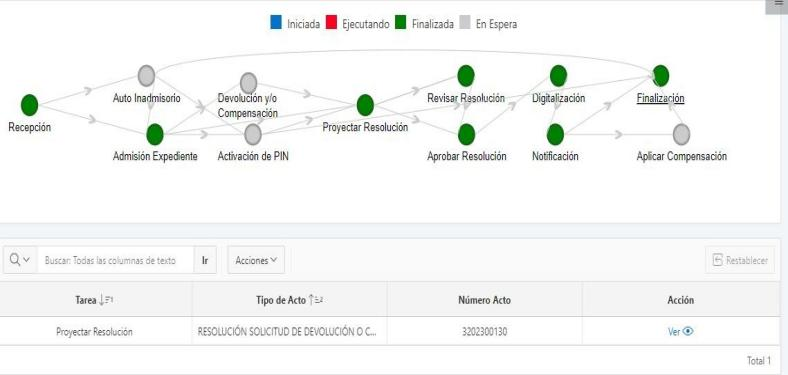 Iniciada Ejecutando Finalizada En Espera
Auto Inadmisorio
Devolución y/o
Compensación
Revisar Resolución
Digitalización
Finalización
Recepción
Proyectar Resolución
Admisión Expediente
Activación de PIN
Aprobar Resolución
Notificación
Aplicar Compensación
Buscar: Todas las columnas de texto
Ir
Acciones
Restablecer
Tarea 1 Tipo de Acto 2 Número Acto Acción
Proyectar Resolución RESOLUCIÓN SOLICITUD DE DEVOLUCIÓN O C... 3202300130 Ver
Total 1